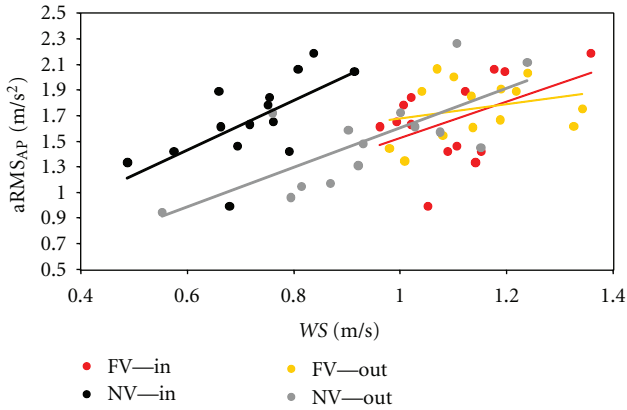 aRMS_AP (m/s²)
2.5
2.3
2.1
1.9
1.7
1.5
1.3
1.1
0.9
0.7
0.5
0.4 0.6 0.8 1 1.2 1.4
WS (m/s)
FV—in FV—out
NV—in NV—out